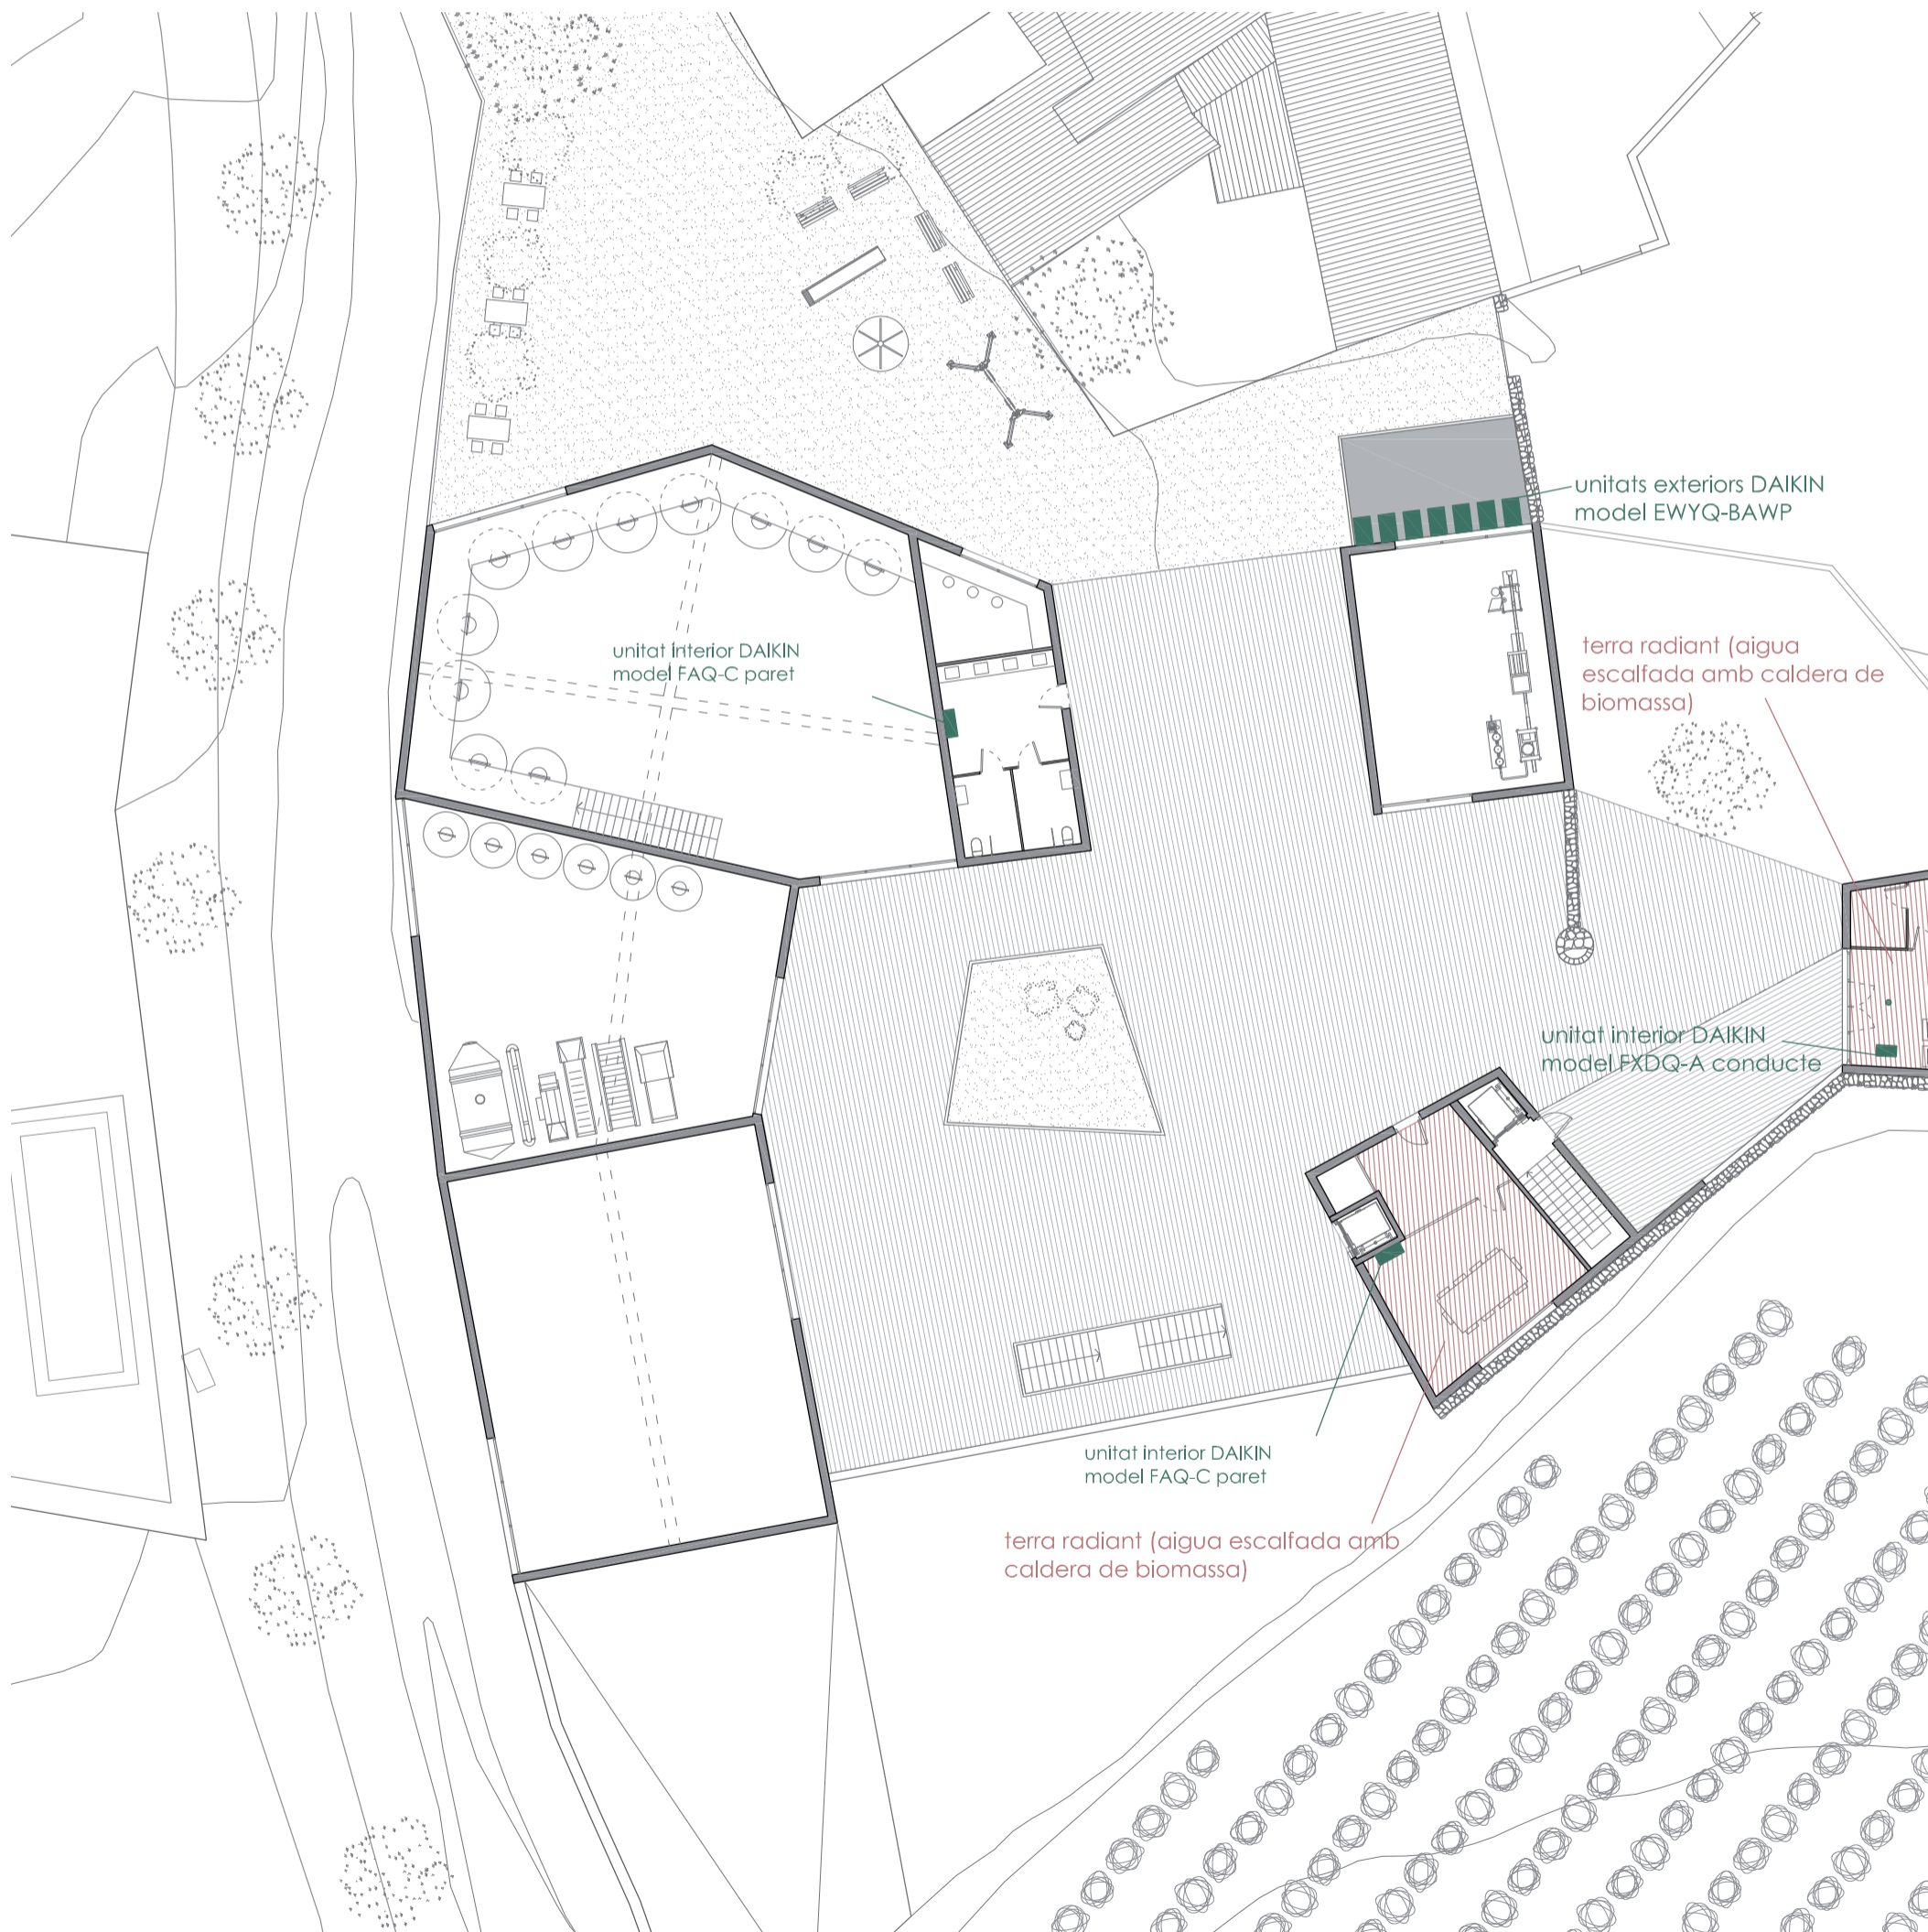 unitats exteriors DAIKIN
model EWYQ-BAWP
unitat interior DAIKIN
model FAQ-C paret
terra radiant (aigua
escalfada amb caldera de
biomassa)
unitat interior DAIKIN
model FXDQ-A conducte
unitat interior DAIKIN
model FAQ-C paret
terra radiant (aigua escalfada amb
caldera de biomassa)